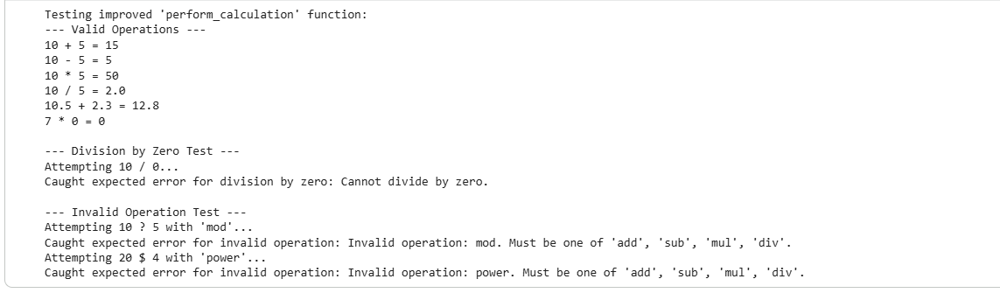 Testing improved 'perform_calculation' function:
--- Valid Operations ---
10 + 5 = 15
10 - 5 = 5
10 * 5 = 50
10 / 5 = 2.0
10.5 + 2.3 = 12.8
7 * 0 = 0
--- Division by Zero Test ---
Attempting 10 / 0...
Caught expected error for division by zero: Cannot divide by zero.
--- Invalid Operation Test ---
Attempting 10 ? 5 with 'mod'...
Caught expected error for invalid operation: Invalid operation: mod. Must be one of 'add', 'sub', 'mul', 'div'.
Attempting 20 $ 4 with 'power'...
Caught expected error for invalid operation: Invalid operation: power. Must be one of 'add', 'sub', 'mul', 'div'.